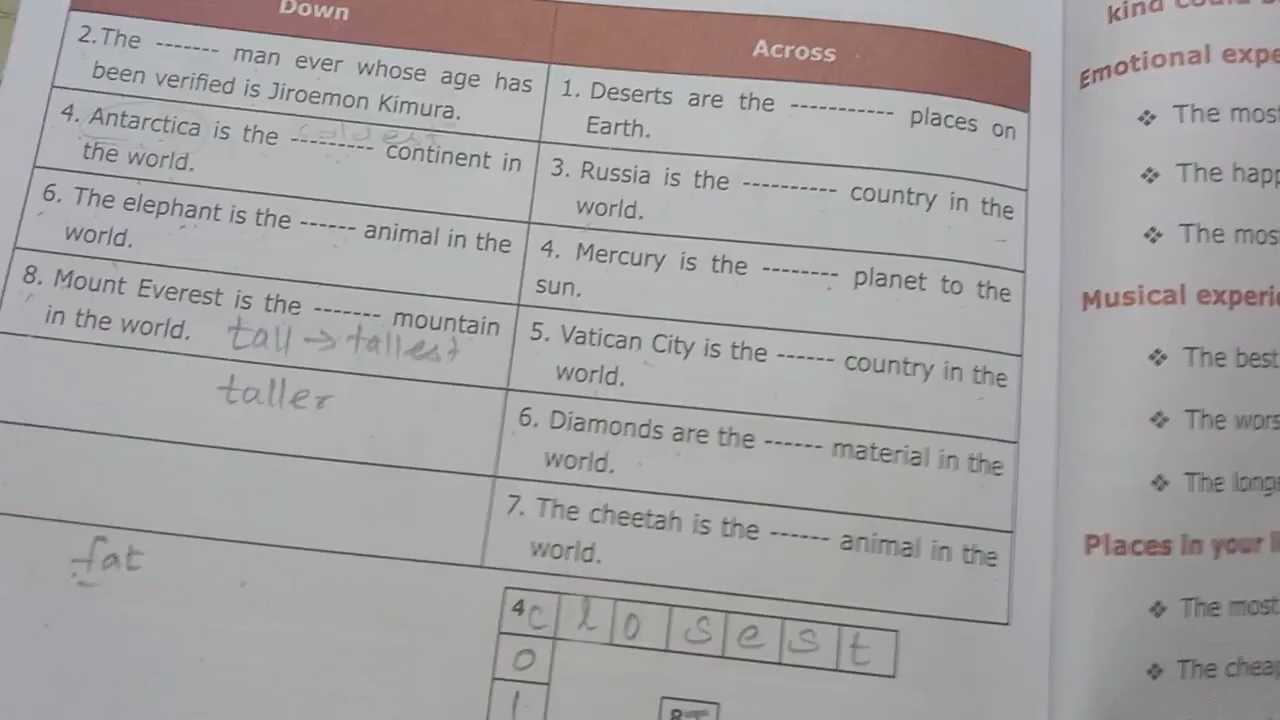 Down
2.The ------- man ever whose age has
been verified is Jiroemon Kimura.
4. Antarctica is the --------- continent in
coldest
the world.
6. The elephant is the ------ animal in the
world.
8. Mount Everest is the ------- mountain
in the world.
tall → tallest
taller
fat
Across
1. Deserts are the ----------- places on
Earth.
3. Russia is the ---------- country in the
world.
4. Mercury is the -------- planet to the
sun.
5. Vatican City is the ------ country in the
world.
6. Diamonds are the ------ material in the
world.
7. The cheetah is the ------ animal in the
world.
4 c l o s e s t
o
l
8
kind
Emotional expe
❖ The mos
❖ The happ
❖ The mos
Musical experi
❖ The best
❖ The wors
❖ The long
Places in your l
❖ The most
❖ The chea